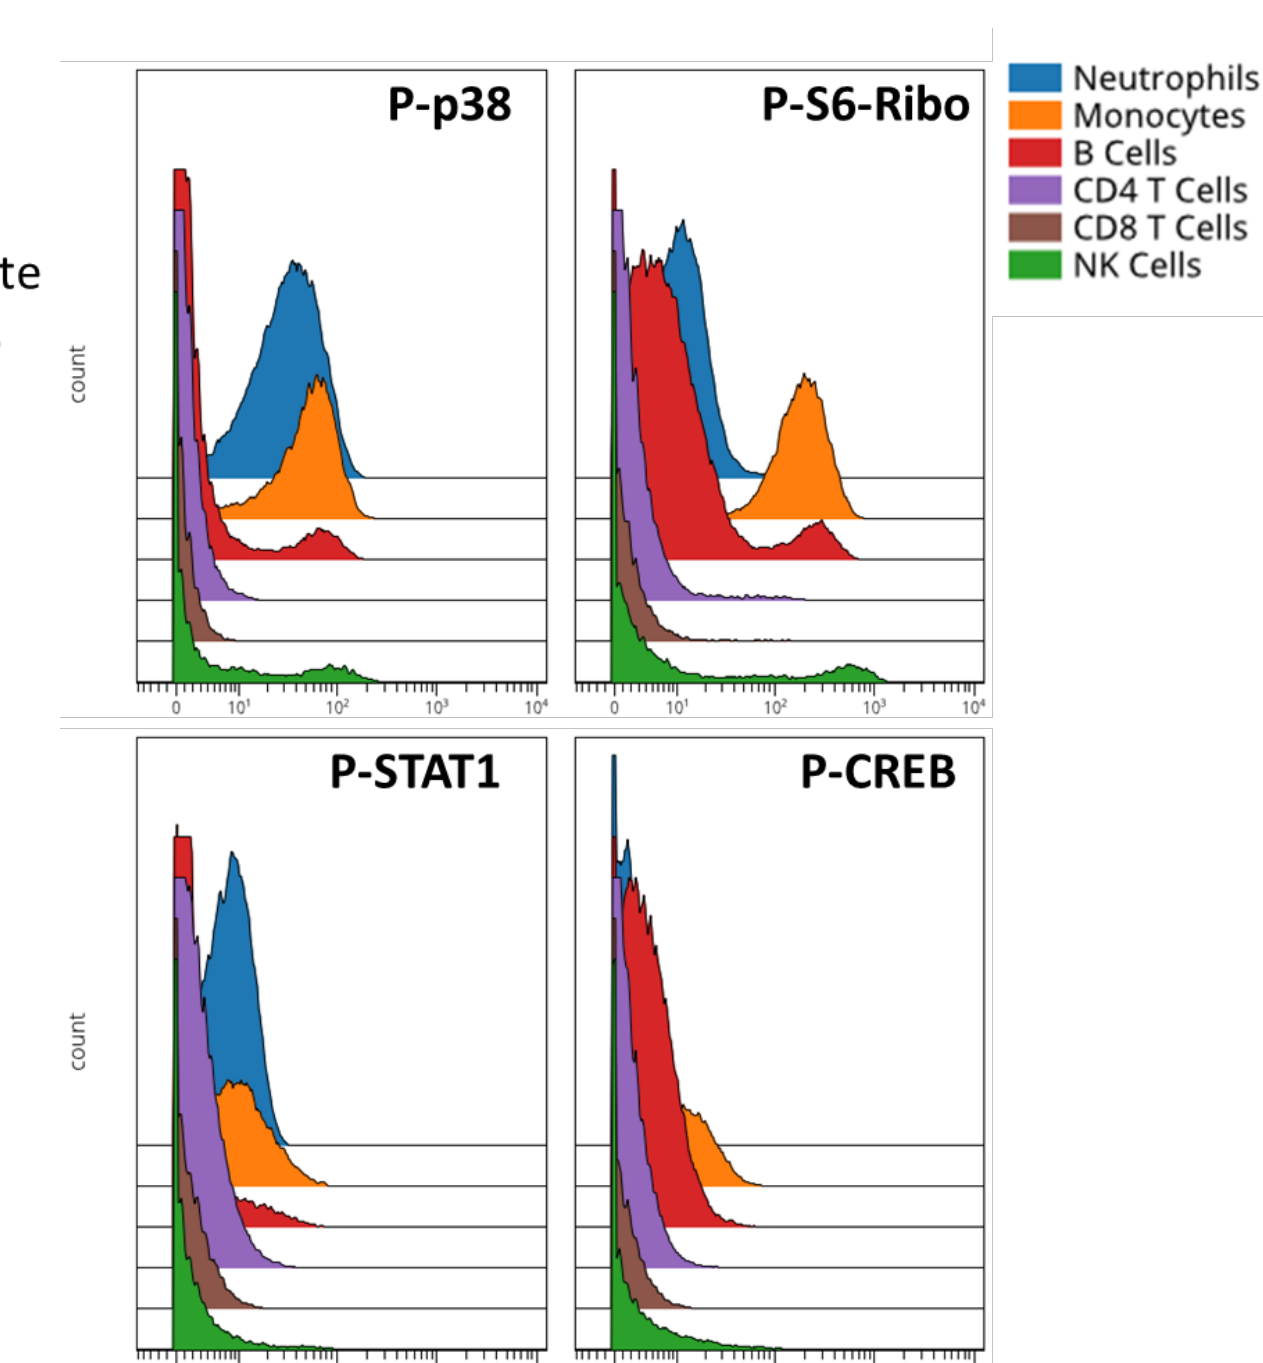 P-p38
P-S6-Ribo
Neutrophils
Monocytes
B Cells
CD4 T Cells
CD8 T Cells
NK Cells
te
count
0 10¹ 10² 10³ 10⁴
0 10¹ 10² 10³ 10⁴
P-STAT1
P-CREB
count